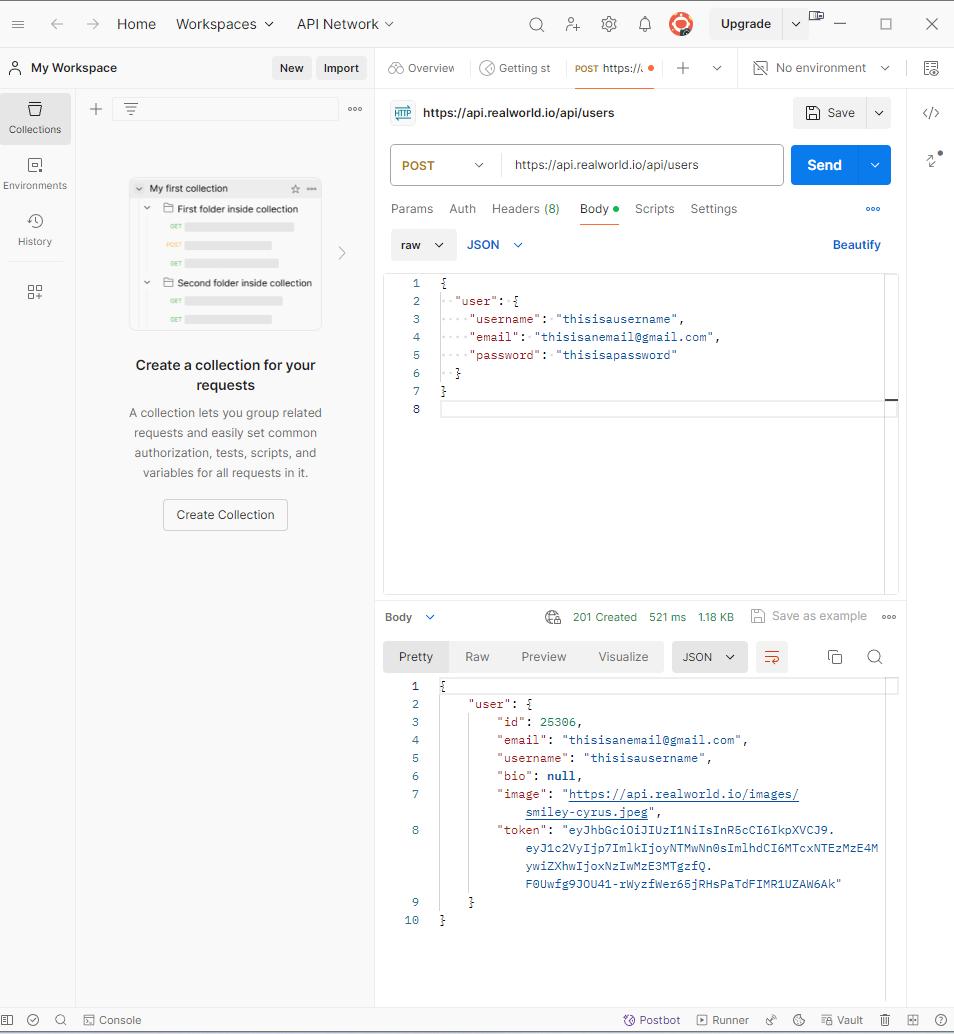 Home Workspaces API Network Upgrade
My Workspace New Import Overview Getting st POST https://: No environment
Collections
Environments
History
My first collection
First folder inside collection
GET
POST
GET
Second folder inside collection
GET
GET
Create a collection for your
requests
A collection lets you group related
requests and easily set common
authorization, tests, scripts, and
variables for all requests in it.
Create Collection
HTTP https://api.realworld.io/api/users Save
POST https://api.realworld.io/api/users Send
Params Auth Headers (8) Body Scripts Settings
raw JSON Beautify
1 {
2 "user": {
3 "username": "thisisausername",
4 "email": "thisisanemail@gmail.com",
5 "password": "thisisapassword"
6 }
7 }
8
Body 201 Created 521 ms 1.18 KB Save as example
Pretty Raw Preview Visualize JSON
1 {
2 "user": {
3 "id": 25306,
4 "email": "thisisanemail@gmail.com",
5 "username": "thisisausername",
6 "bio": null,
7 "image": "https://api.realworld.io/images/
smiley-cyrus.jpeg",
8 "token": "eyJhbGciOiJIUzI1NiIsInR5cCI6IkpXVCJ9.
eyJ1c2VyIjp7ImlkIjoyNTMwNn0sImlhdCI6MTcxNTEzMzE4M
ywiZXhwIjoxNzIwMzE3MTgzfQ.
F0Uwfg9JOU41-rWyzfWer65jRHsPaTdFIMR1UZAW6Ak"
9 }
10 }
Console Postbot Runner Vault